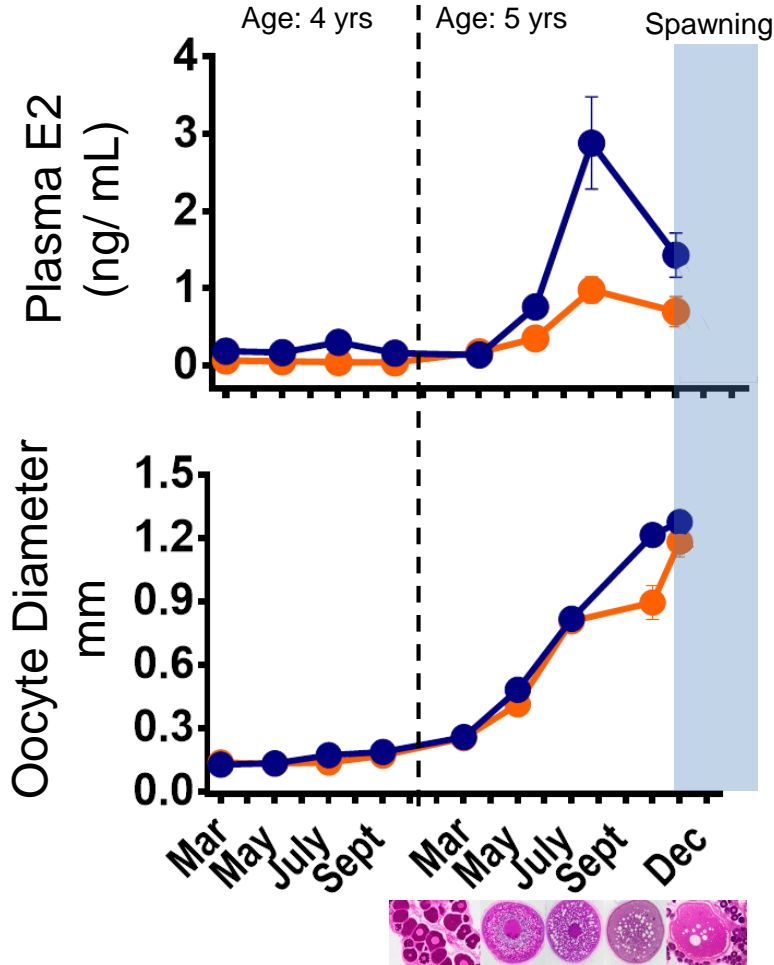 Age: 4 yrs
Age: 5 yrs
Spawning
Plasma E2
(ng/ mL)
4
3
2
1
0
Oocyte Diameter
mm
1.5
1.2
0.9
0.6
0.3
0.0
Mar
May
July
Sept
Mar
May
July
Sept
Dec